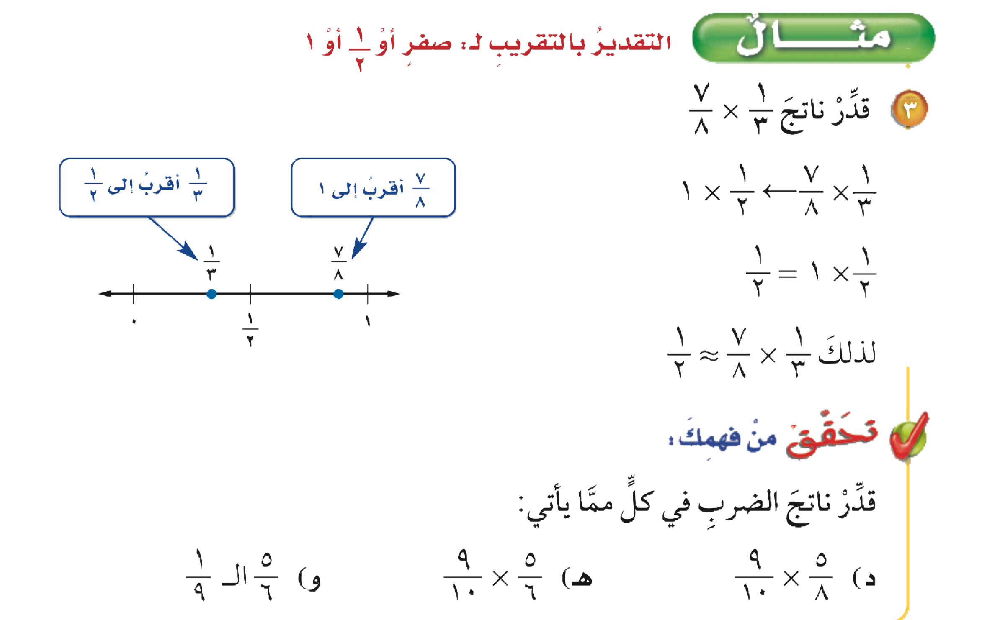 مثـــالٌ
التقديرُ بالتقريبِ لـ: صفرٍ أوْ ١/٢ أوْ ١
٣ قدِّرْ ناتجَ ١/٣ × ٧/٨
١/٣ × ٧/٨ ← ١/٢ × ١
١/٢ × ١ = ١/٢
لذلكَ ١/٣ × ٧/٨ ≈ ١/٢
٧/٨ أقربُ إلى ١
١/٣ أقربُ إلى ١/٢
١/٣ ٧/٨
٠ ١/٢ ١
تحَقَّقْ منْ فهمِكَ:
قدِّرْ ناتجَ الضربِ في كلٍّ ممَّا يأتي:
د) ٥/٨ × ٩/١٠ هـ) ٥/٦ × ٩/١٠ و) ٥/٦ الـ ١/٩